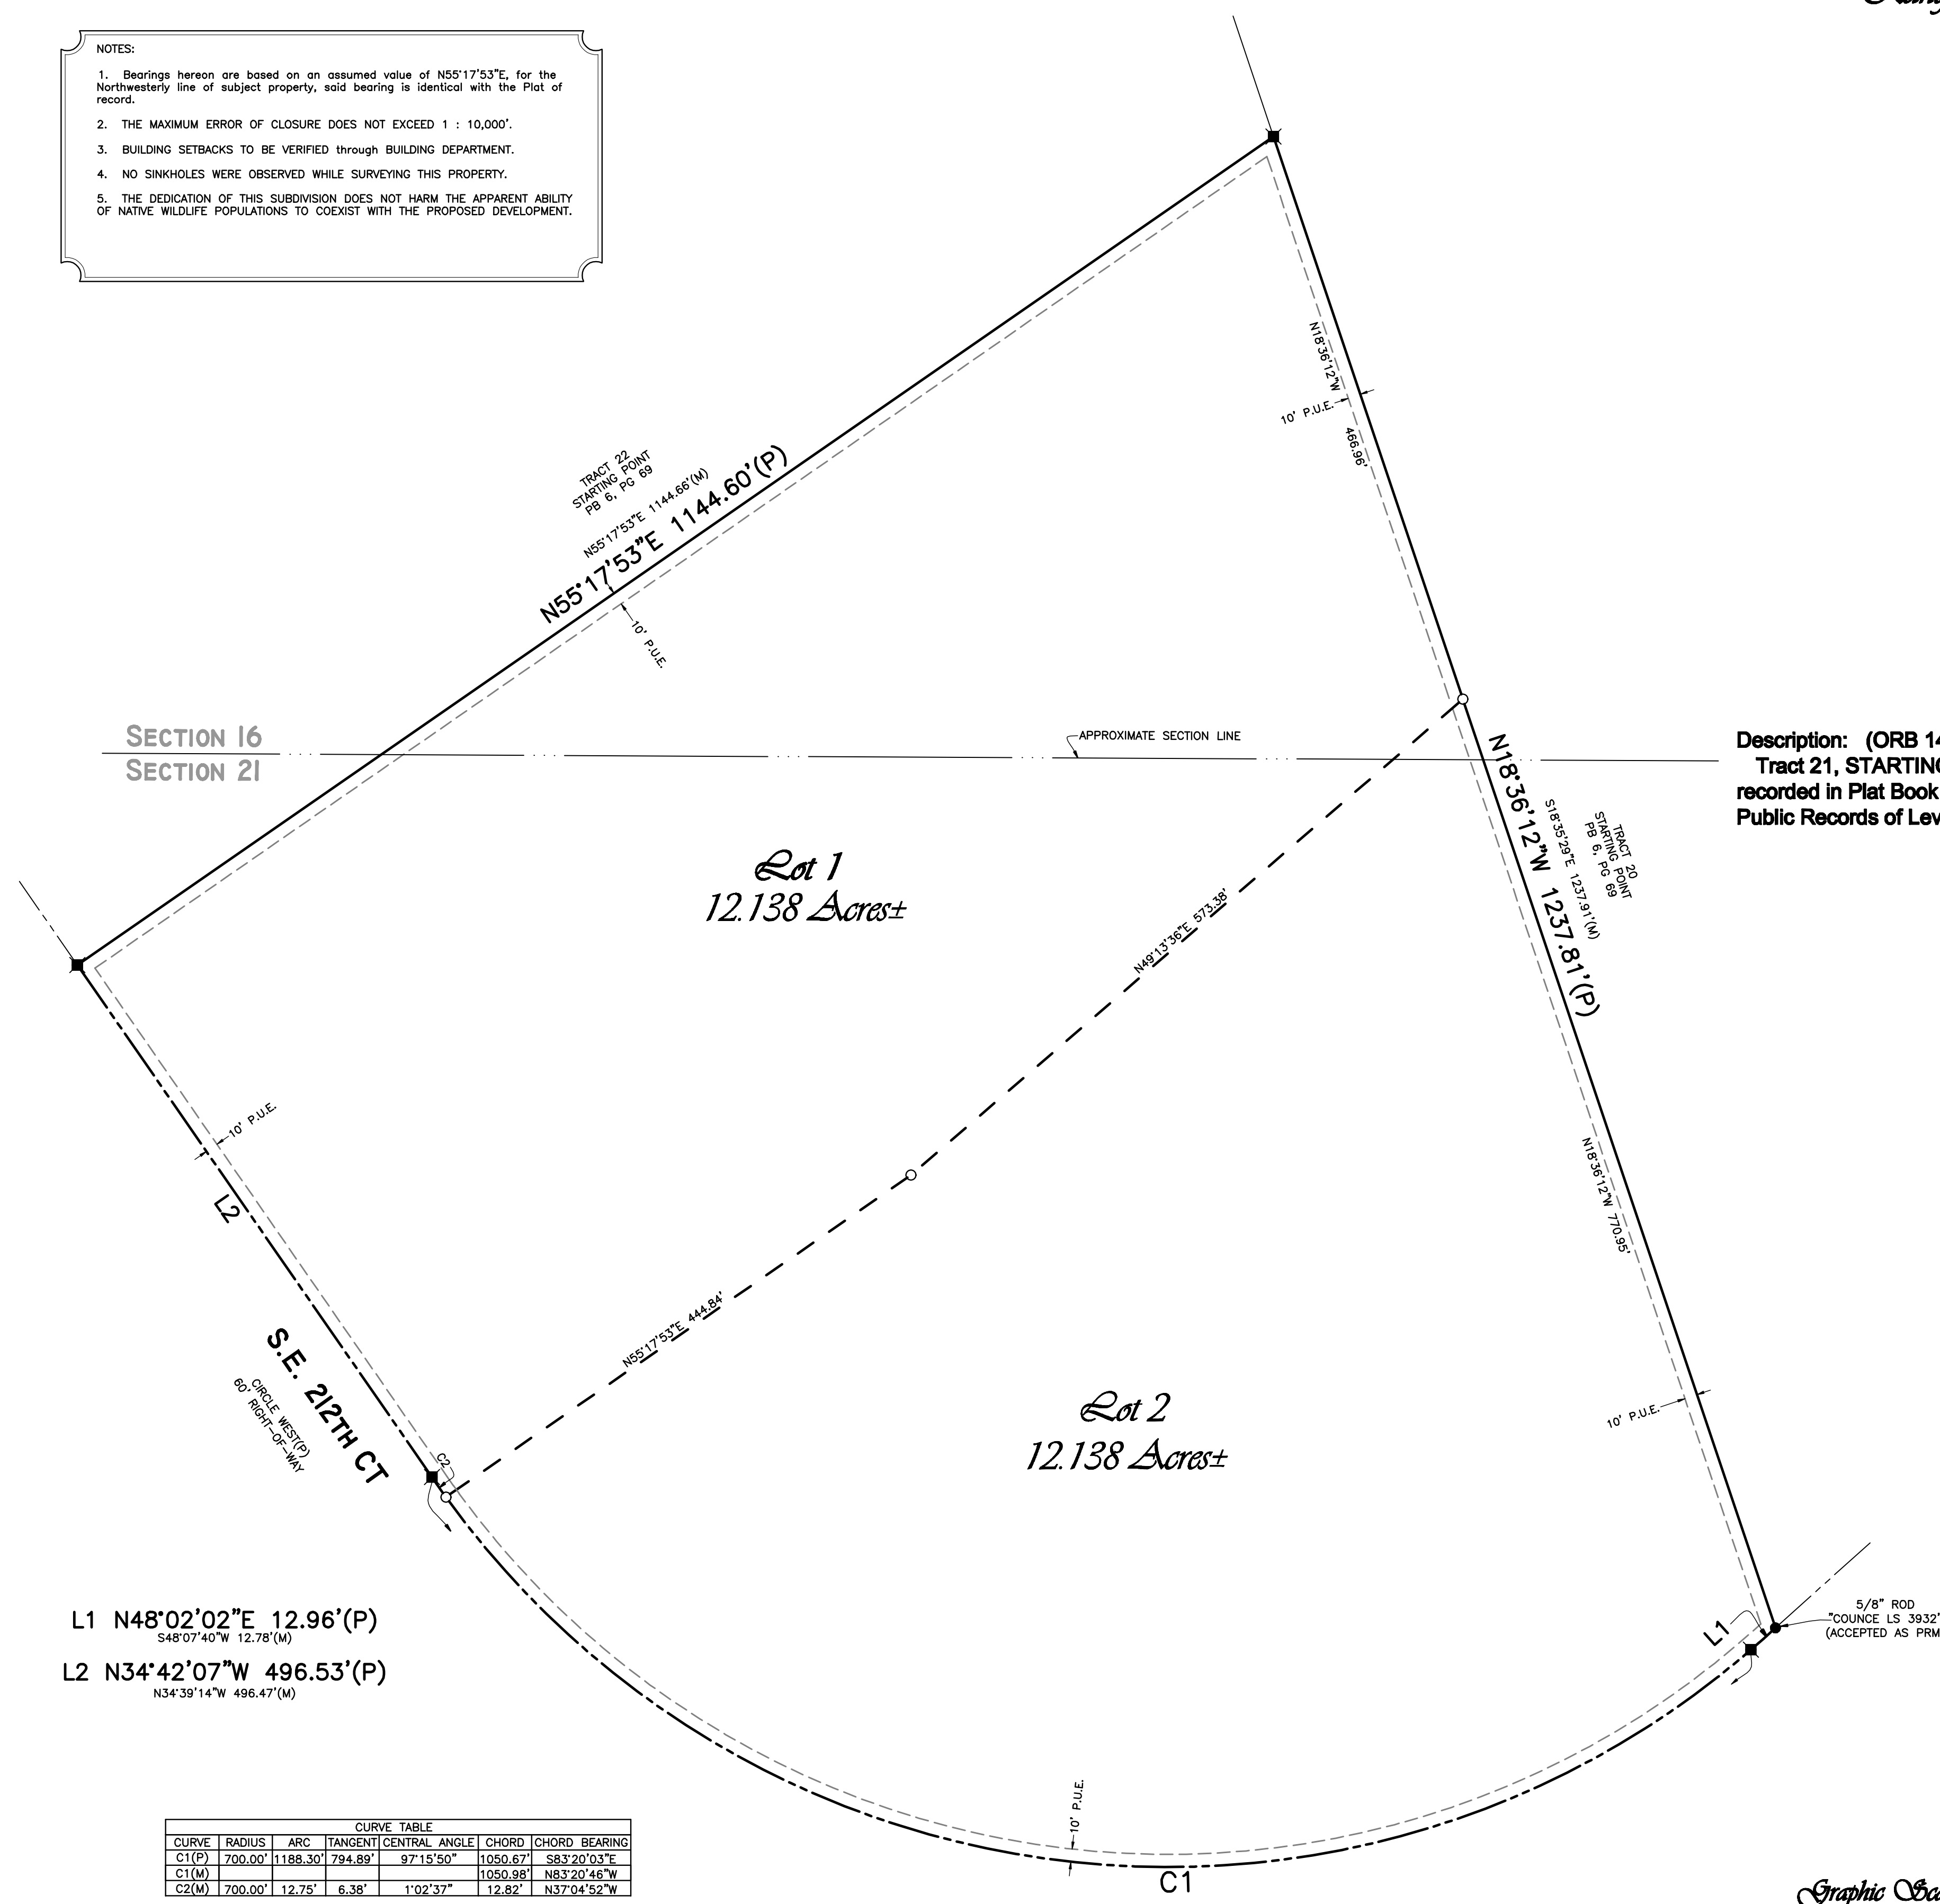 NOTES:
1. Bearings hereon are based on an assumed value of N55°17'53"E, for the
Northwesterly line of subject property, said bearing is identical with the Plat of
record.
2. THE MAXIMUM ERROR OF CLOSURE DOES NOT EXCEED 1 : 10,000'.
3. BUILDING SETBACKS TO BE VERIFIED through BUILDING DEPARTMENT.
4. NO SINKHOLES WERE OBSERVED WHILE SURVEYING THIS PROPERTY.
5. THE DEDICATION OF THIS SUBDIVISION DOES NOT HARM THE APPARENT ABILITY
OF NATIVE WILDLIFE POPULATIONS TO COEXIST WITH THE PROPOSED DEVELOPMENT.
N18°36'12"W
466.96'
10' P.U.E.
TRACT 22
STARTING POINT
PB 6, PG 69
N55°17'53"E 1144.66'(M)
N55°17'53"E 1144.60'(P)
10' P.U.E.
SECTION 16
SECTION 21
APPROXIMATE SECTION LINE
Description: (ORB 14
Tract 21, STARTING
recorded in Plat Book
Public Records of Lev
N18°36'12"W 1237.81'(P)
S18°35'29"E 1237.91'(M)
TRACT 20
STARTING POINT
PB 6, PG 69
Lot 1
12.138 Acres±
N49°13'36"E 573.38'
10' P.U.E.
L2
N18°36'12"W 770.95'
N55°17'53"E 444.84'
S.E. 212TH CT
CIRCLE WEST(P)
60' RIGHT-OF-WAY
Lot 2
12.138 Acres±
10' P.U.E.
C2
L1 N48°02'02"E 12.96'(P)
S48°07'40"W 12.78'(M)
L2 N34°42'07"W 496.53'(P)
N34°39'14"W 496.47'(M)
L1
5/8" ROD
"COUNCE LS 3932"
(ACCEPTED AS PRM
10' P.U.E.
C1
CURVE TABLE
CURVE RADIUS ARC TANGENT CENTRAL ANGLE CHORD CHORD BEARING
C1(P) 700.00' 1188.30' 794.89' 97°15'50" 1050.67' S83°20'03"E
C1(M) 1050.98' N83°20'46"W
C2(M) 700.00' 12.75' 6.38' 1°02'37" 12.82' N37°04'52"W
Graphic Sca